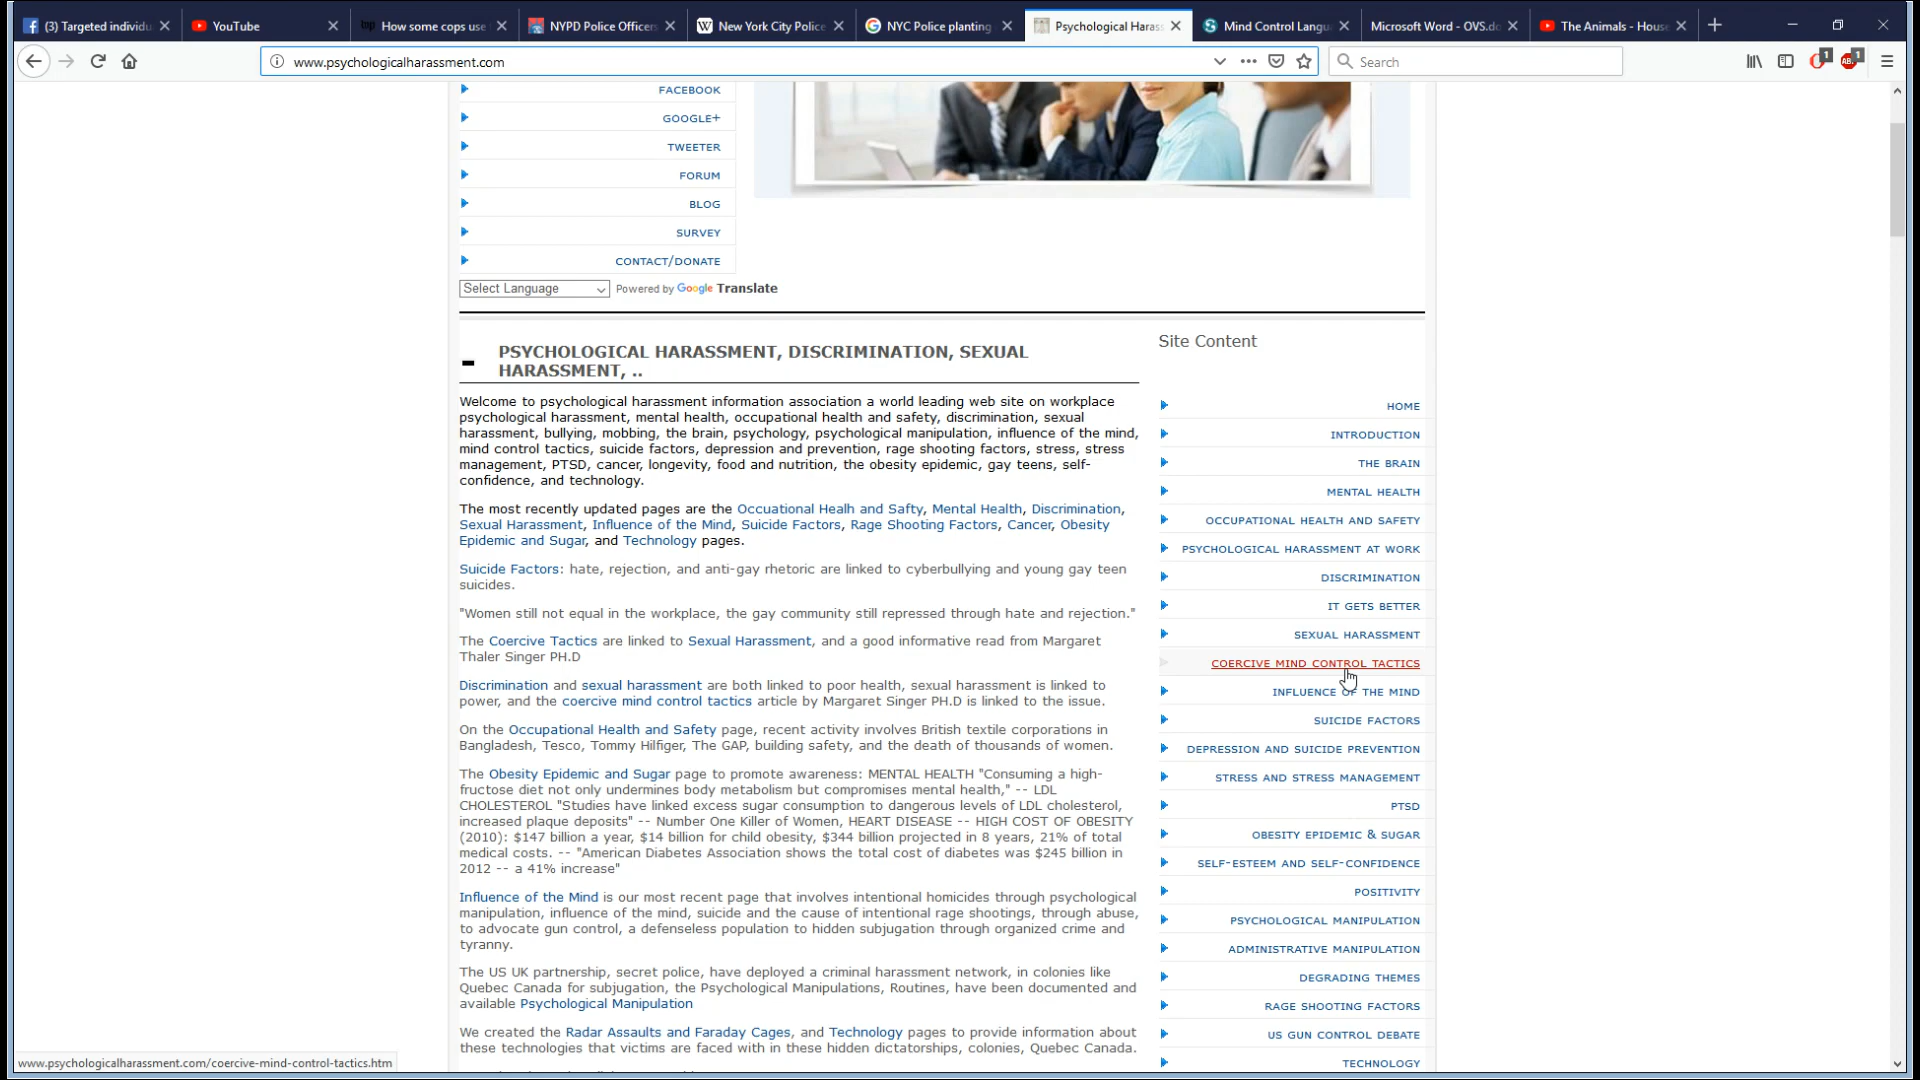 (3) Targeted individu
YouTube
How some cops use
NYPD Police Officers
New York City Police
NYC Police planting
Psychological Haras
Mind Control Langu
Microsoft Word - OVS.do
The Animals - House
www.psychologicalharassment.com
Search
1
1
FACEBOOK
GOOGLE+
TWEETER
FORUM
BLOG
SURVEY
CONTACT/DONATE
Select Language Powered by Google Translate
PSYCHOLOGICAL HARASSMENT, DISCRIMINATION, SEXUAL
HARASSMENT, ..
Welcome to psychological harassment information association a world leading web site on workplace
psychological harassment, mental health, occupational health and safety, discrimination, sexual
harassment, bullying, mobbing, the brain, psychology, psychological manipulation, influence of the mind,
mind control tactics, suicide factors, depression and prevention, rage shooting factors, stress, stress
management, PTSD, cancer, longevity, food and nutrition, the obesity epidemic, gay teens, self-
confidence, and technology.
The most recently updated pages are the Occuational Healh and Safty, Mental Health, Discrimination,
Sexual Harassment, Influence of the Mind, Suicide Factors, Rage Shooting Factors, Cancer, Obesity
Epidemic and Sugar, and Technology pages.
Suicide Factors: hate, rejection, and anti-gay rhetoric are linked to cyberbullying and young gay teen
suicides.
"Women still not equal in the workplace, the gay community still repressed through hate and rejection."
The Coercive Tactics are linked to Sexual Harassment, and a good informative read from Margaret
Thaler Singer PH.D
Discrimination and sexual harassment are both linked to poor health, sexual harassment is linked to
power, and the coercive mind control tactics article by Margaret Singer PH.D is linked to the issue.
On the Occupational Health and Safety page, recent activity involves British textile corporations in
Bangladesh, Tesco, Tommy Hilfiger, The GAP, building safety, and the death of thousands of women.
The Obesity Epidemic and Sugar page to promote awareness: MENTAL HEALTH "Consuming a high-
fructose diet not only undermines body metabolism but compromises mental health," -- LDL
CHOLESTEROL "Studies have linked excess sugar consumption to dangerous levels of LDL cholesterol,
increased plaque deposits" -- Number One Killer of Women, HEART DISEASE -- HIGH COST OF OBESITY
(2010): $147 billion a year, $14 billion for child obesity, $344 billion projected in 8 years, 21% of total
medical costs. -- "American Diabetes Association shows the total cost of diabetes was $245 billion in
2012 -- a 41% increase"
Influence of the Mind is our most recent page that involves intentional homicides through psychological
manipulation, influence of the mind, suicide and the cause of intentional rage shootings, through abuse,
to advocate gun control, a defenseless population to hidden subjugation through organized crime and
tyranny.
The US UK partnership, secret police, have deployed a criminal harassment network, in colonies like
Quebec Canada for subjugation, the Psychological Manipulations, Routines, have been documented and
available Psychological Manipulation
We created the Radar Assaults and Faraday Cages, and Technology pages to provide information about
these technologies that victims are faced with in these hidden dictatorships, colonies, Quebec Canada.
Site Content
HOME
INTRODUCTION
THE BRAIN
MENTAL HEALTH
OCCUPATIONAL HEALTH AND SAFETY
PSYCHOLOGICAL HARASSMENT AT WORK
DISCRIMINATION
IT GETS BETTER
SEXUAL HARASSMENT
COERCIVE MIND CONTROL TACTICS
INFLUENCE OF THE MIND
SUICIDE FACTORS
DEPRESSION AND SUICIDE PREVENTION
STRESS AND STRESS MANAGEMENT
PTSD
OBESITY EPIDEMIC & SUGAR
SELF-ESTEEM AND SELF-CONFIDENCE
POSITIVITY
PSYCHOLOGICAL MANIPULATION
ADMINISTRATIVE MANIPULATION
DEGRADING THEMES
RAGE SHOOTING FACTORS
US GUN CONTROL DEBATE
TECHNOLOGY
www.psychologicalharassment.com/coercive-mind-control-tactics.htm